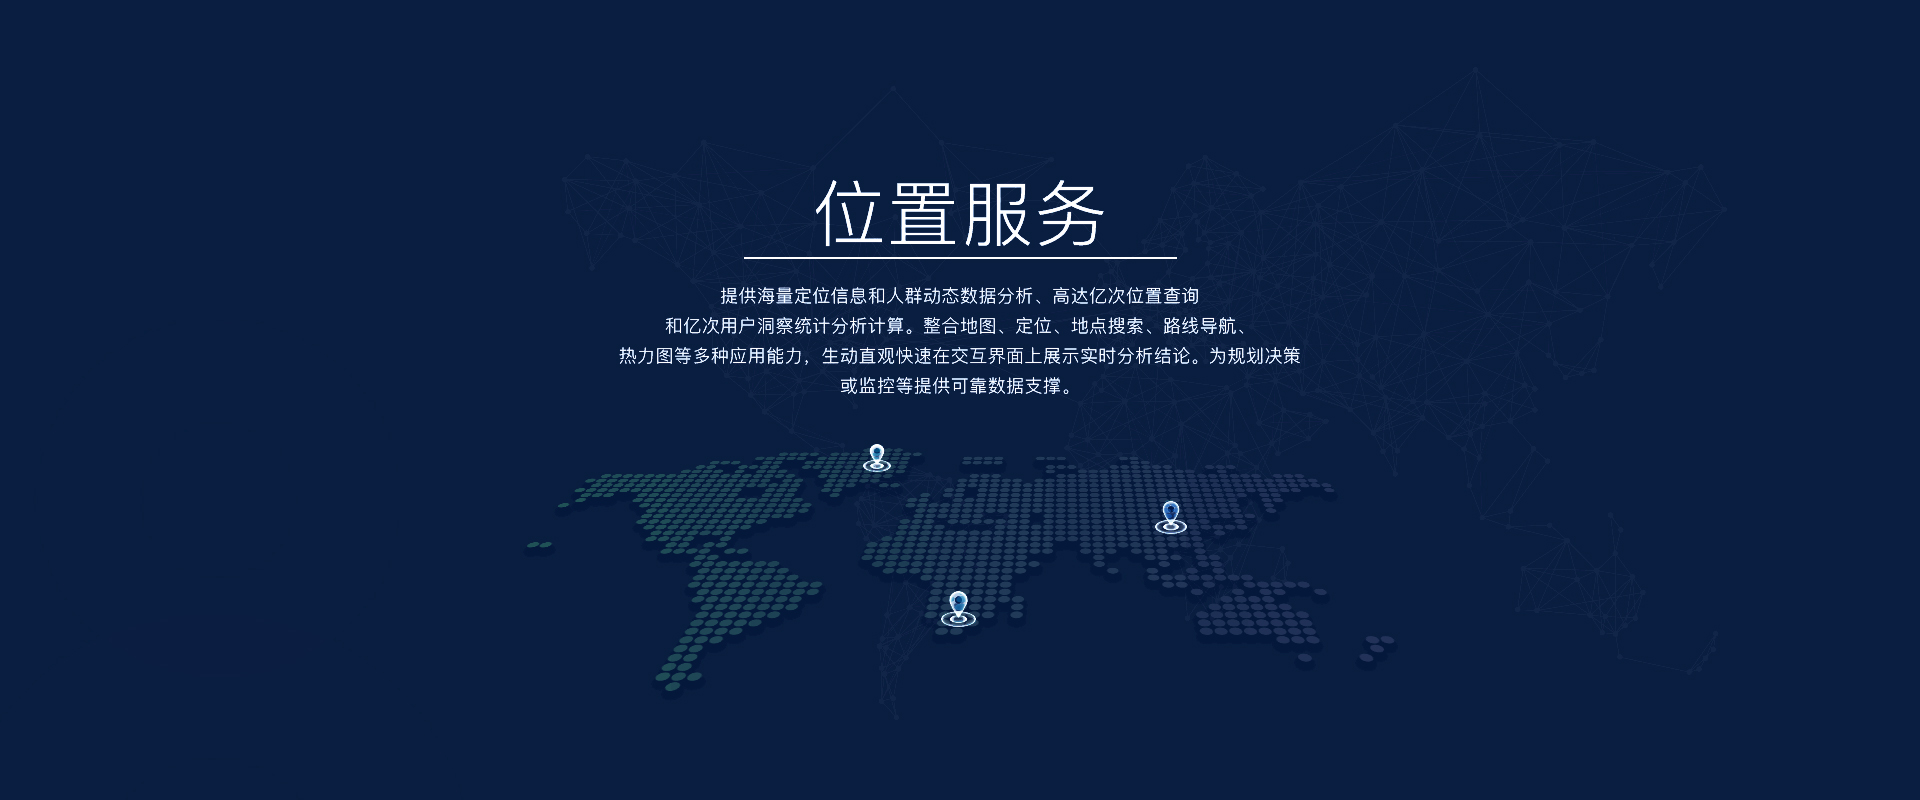 位置服务
提供海量定位信息和人群动态数据分析、高达亿次位置查询
和亿次用户洞察统计分析计算。整合地图、定位、地点搜索、路线导航、
热力图等多种应用能力，生动直观快速在交互界面上展示实时分析结论。为规划决策
或监控等提供可靠数据支撑。